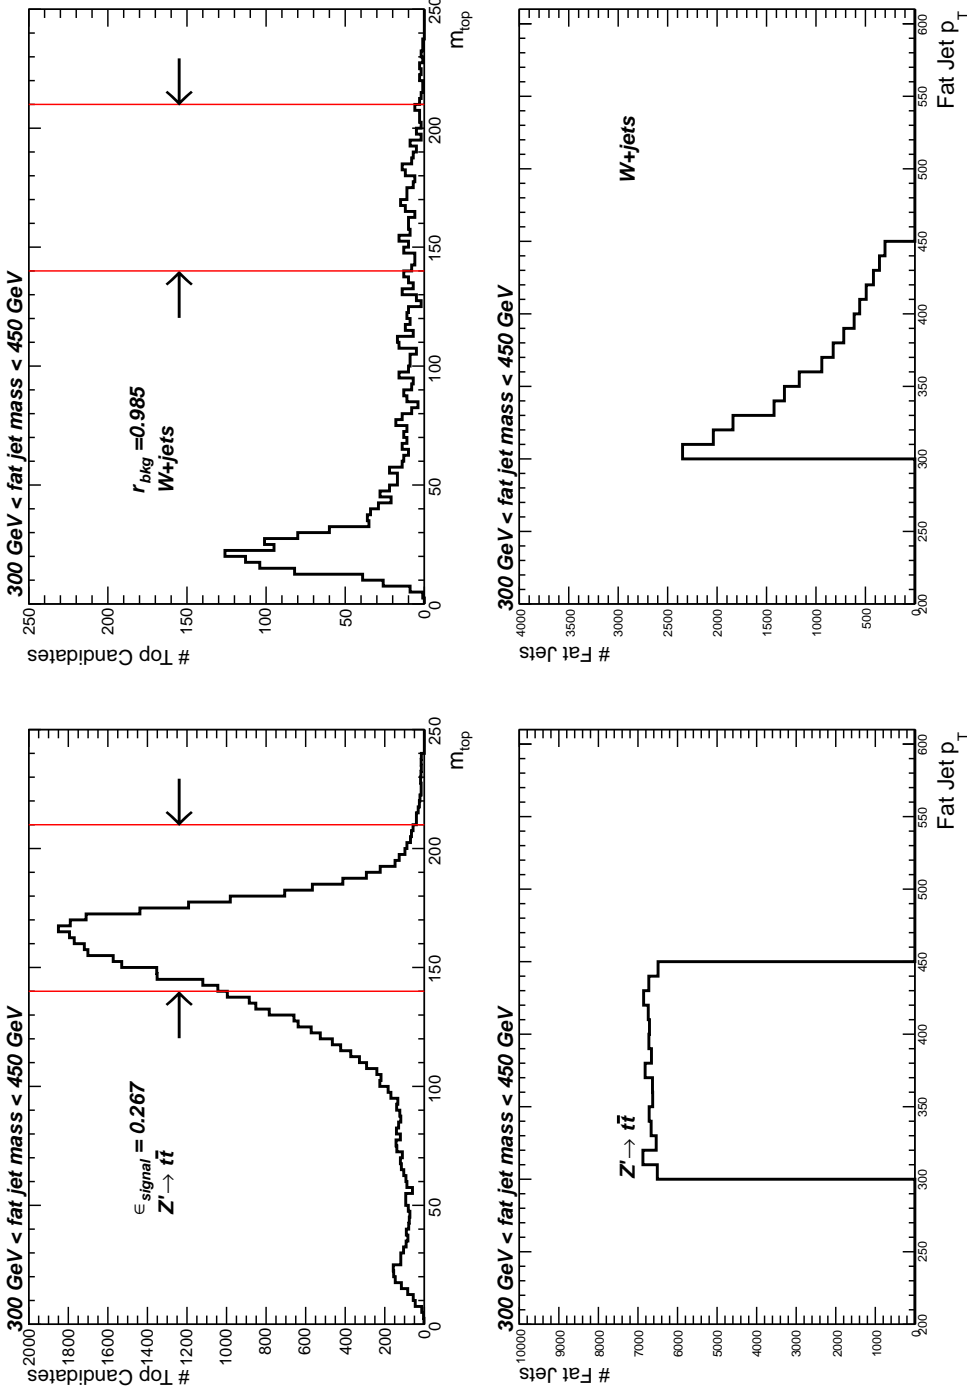 300 GeV < fat jet mass < 450 GeV
# Top Candidates
2000
1800
1600
1400
1200
1000
800
600
400
200
0
∈signal = 0.267
Z'→ tt̄
0 50 100 150 200 250
mtop
300 GeV < fat jet mass < 450 GeV
# Top Candidates
250
200
150
100
50
0
rbkg =0.985
W+jets
0 50 100 150 200 250
mtop
300 GeV < fat jet mass < 450 GeV
# Fat Jets
10000
9000
8000
7000
6000
5000
4000
3000
2000
1000
0
Z'→ tt̄
200 250 300 350 400 450 500 550 600
Fat Jet pT
300 GeV < fat jet mass < 450 GeV
# Fat Jets
4000
3500
3000
2500
2000
1500
1000
500
0
W+jets
200 250 300 350 400 450 500 550 600
Fat Jet pT